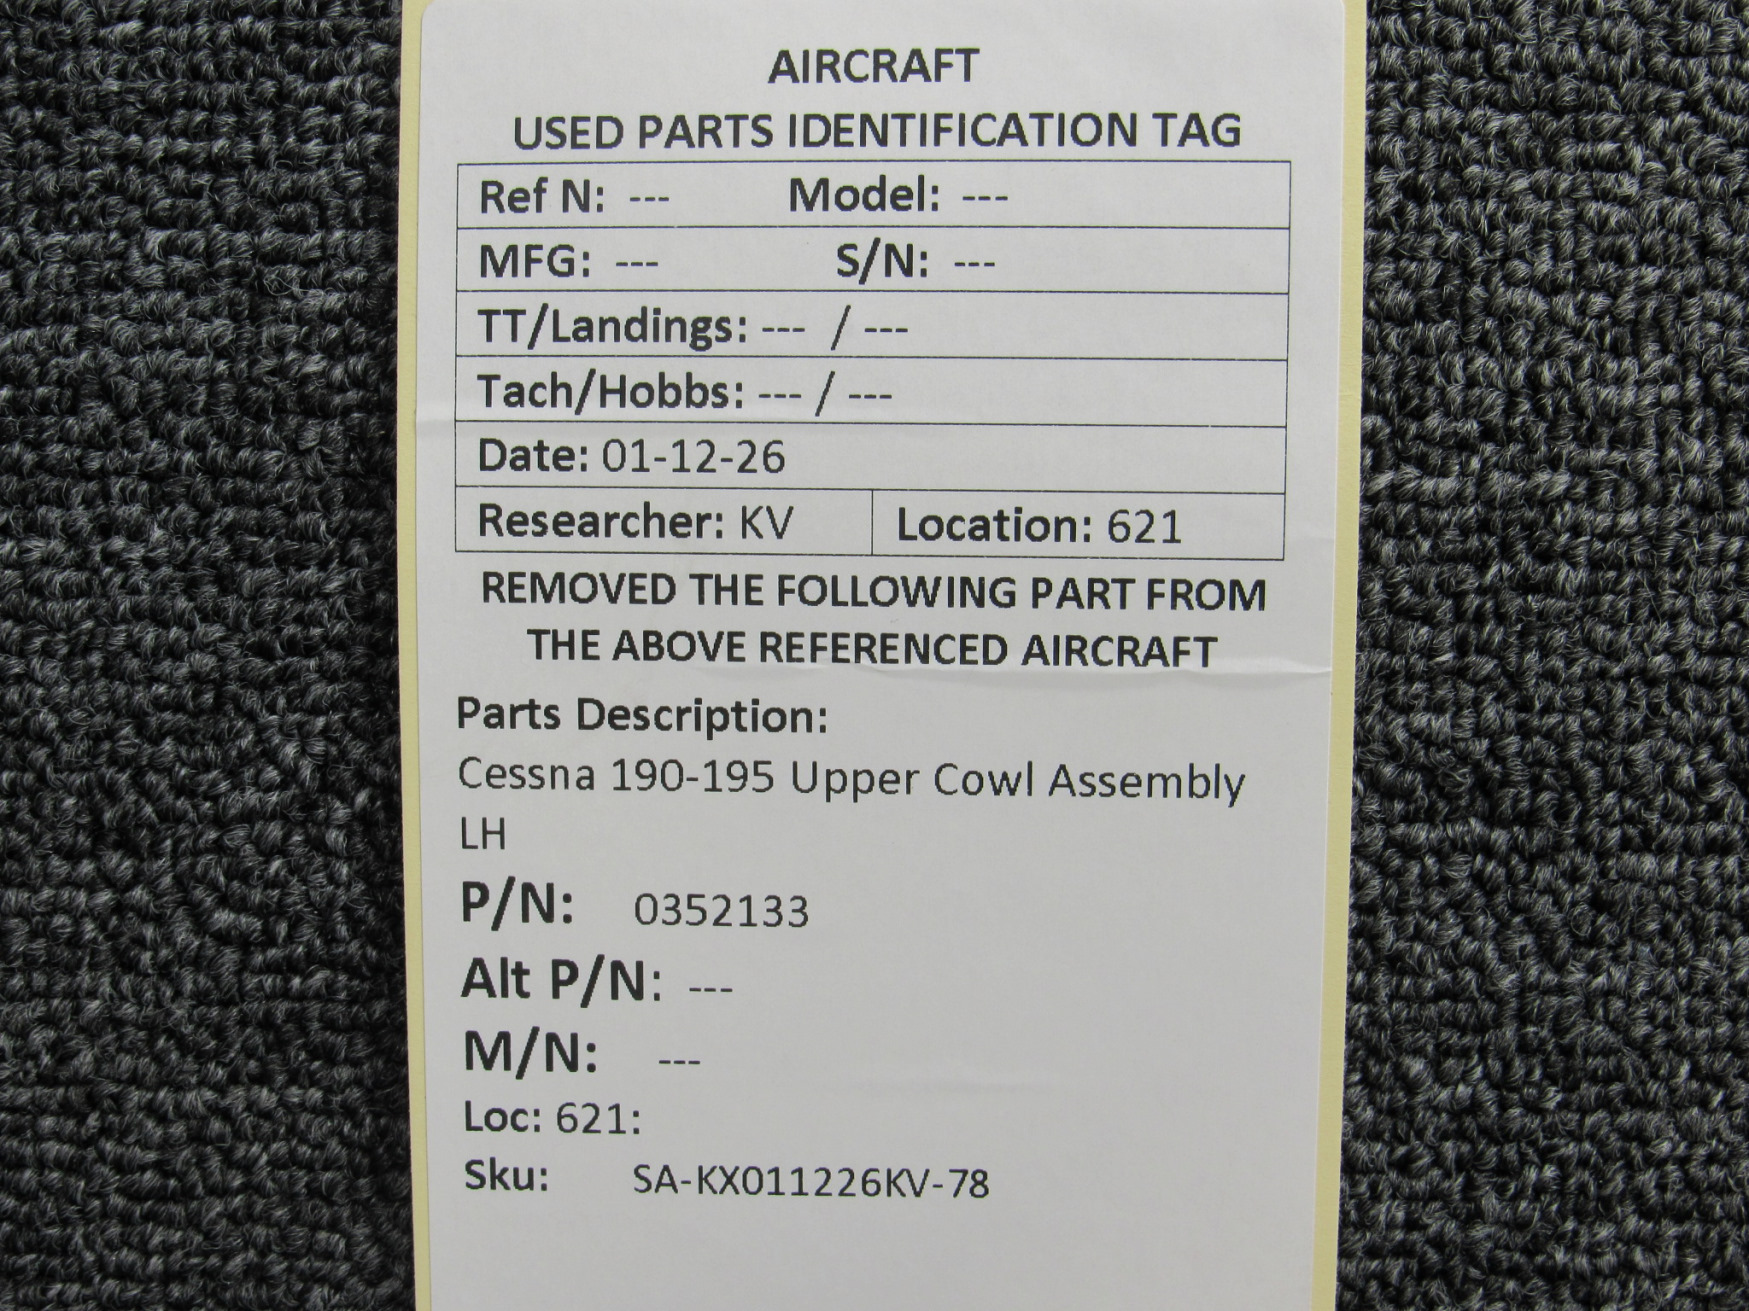 AIRCRAFT
USED PARTS IDENTIFICATION TAG
Ref N: --- Model: ---
MFG: --- S/N: ---
TT/Landings: --- / ---
Tach/Hobbs: --- / ---
Date: 01-12-26
Researcher: KV Location: 621
REMOVED THE FOLLOWING PART FROM
THE ABOVE REFERENCED AIRCRAFT
Parts Description:
Cessna 190-195 Upper Cowl Assembly
LH
P/N: 0352133
Alt P/N: ---
M/N: ---
Loc: 621:
Sku: SA-KX011226KV-78